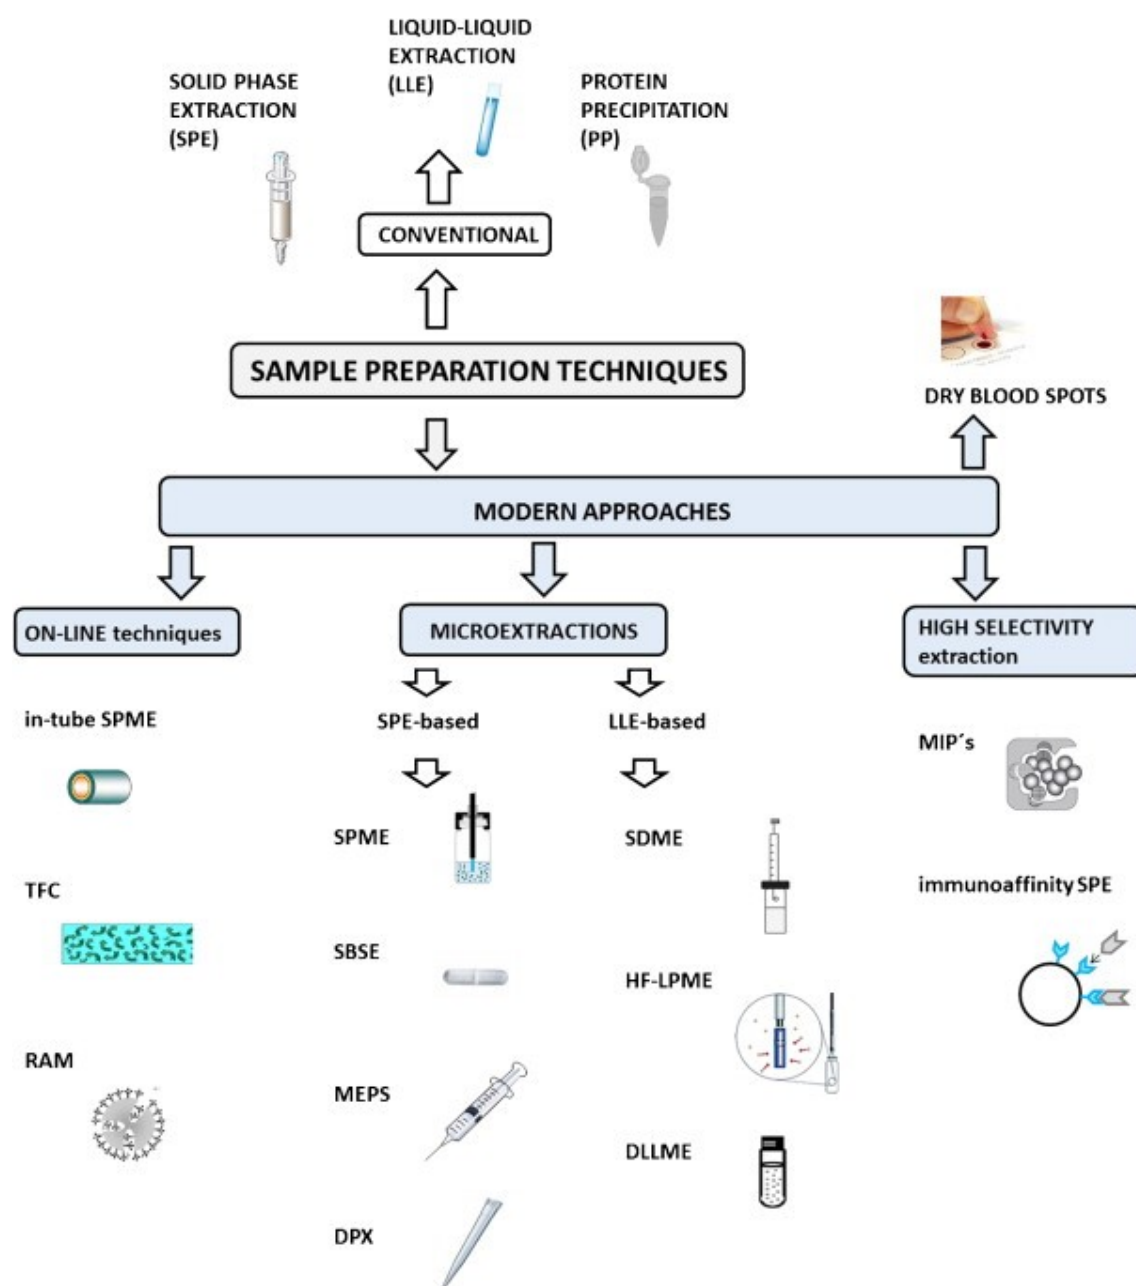 SOLID PHASE
EXTRACTION
(SPE)
LIQUID-LIQUID
EXTRACTION
(LLE)
PROTEIN
PRECIPITATION
(PP)
CONVENTIONAL
SAMPLE PREPARATION TECHNIQUES
DRY BLOOD SPOTS
MODERN APPROACHES
ON-LINE techniques
in-tube SPME
TFC
RAM
MICROEXTRACTIONS
SPE-based
SPME
SBSE
MEPS
DPX
LLE-based
SDME
HF-LPME
DLLME
HIGH SELECTIVITY
extraction
MIP´s
immunoaffinity SPE